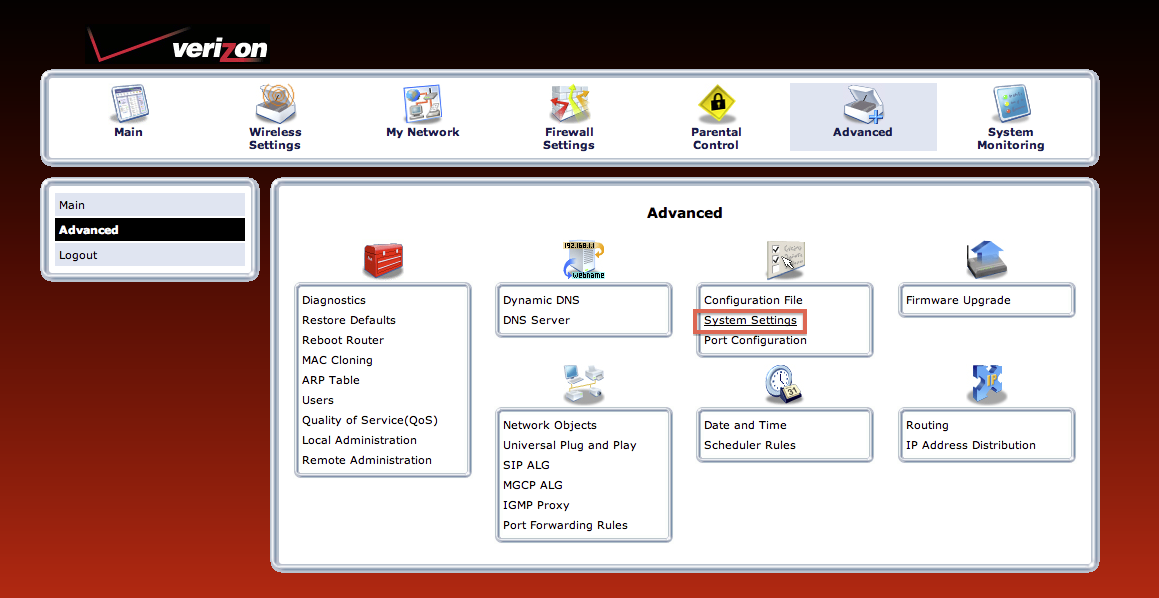 verizon
Main
Wireless
Settings
My Network
Firewall
Settings
Parental
Control
Advanced
System
Monitoring
Main
Advanced
Logout
Advanced
Diagnostics
Restore Defaults
Reboot Router
MAC Cloning
ARP Table
Users
Quality of Service(QoS)
Local Administration
Remote Administration
192.168.1.1
webname
Dynamic DNS
DNS Server
Configuration File
System Settings
Port Configuration
Firmware Upgrade
Network Objects
Universal Plug and Play
SIP ALG
MGCP ALG
IGMP Proxy
Port Forwarding Rules
31
Date and Time
Scheduler Rules
IP
Routing
IP Address Distribution